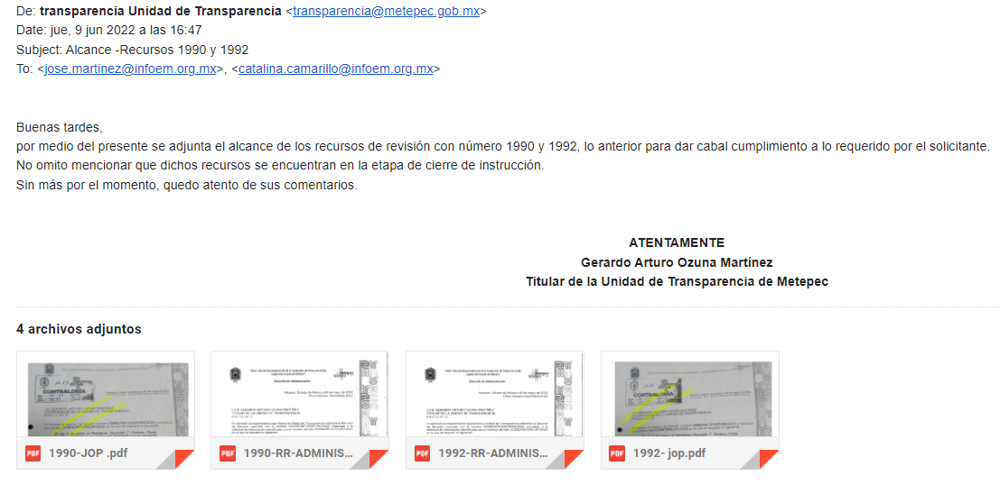 De: transparencia Unidad de Transparencia <transparencia@metepec.gob.mx>
Date: jue, 9 jun 2022 a las 16:47
Subject: Alcance -Recursos 1990 y 1992
To: <jose.martinez@infoem.org.mx>, <catalina.camarillo@infoem.org.mx>
Buenas tardes,
por medio del presente se adjunta el alcance de los recursos de revisión con número 1990 y 1992, lo anterior para dar cabal cumplimiento a lo requerido por el solicitante.
No omito mencionar que dichos recursos se encuentran en la etapa de cierre de instrucción.
Sin más por el momento, quedo atento de sus comentarios.
ATENTAMENTE
Gerardo Arturo Ozuna Martínez
Titular de la Unidad de Transparencia de Metepec
4 archivos adjuntos
CONTRALORIA
Dirección de Administración
Dirección de Administración
CONTRALORIA
PDF 1990-JOP .pdf
PDF 1990-RR-ADMINIS...
PDF 1992-RR-ADMINIS...
PDF 1992- jop.pdf